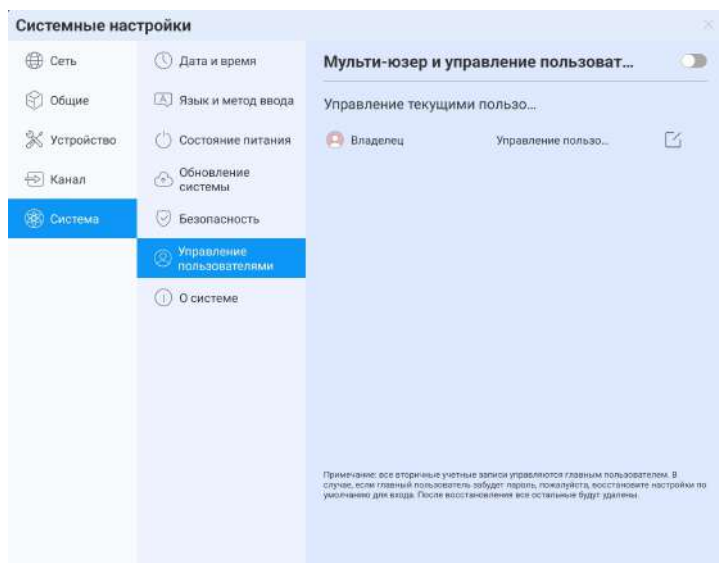 Системные настройки
Сеть
Общие
Устройство
Канал
Система
Дата и время
Язык и метод ввода
Состояние питания
Обновление
системы
Безопасность
Управление
пользователями
О системе
Мульти-юзер и управление пользоват...
Управление текущими пользо...
Владелец
Управление пользо...
Примечание: все вторичные учетные записи управляются главным пользователем. В
случае, если главный пользователь забудет пароль, пожалуйста, восстановите настройки по
умолчанию для входа. После восстановления все остальные будут удалены.